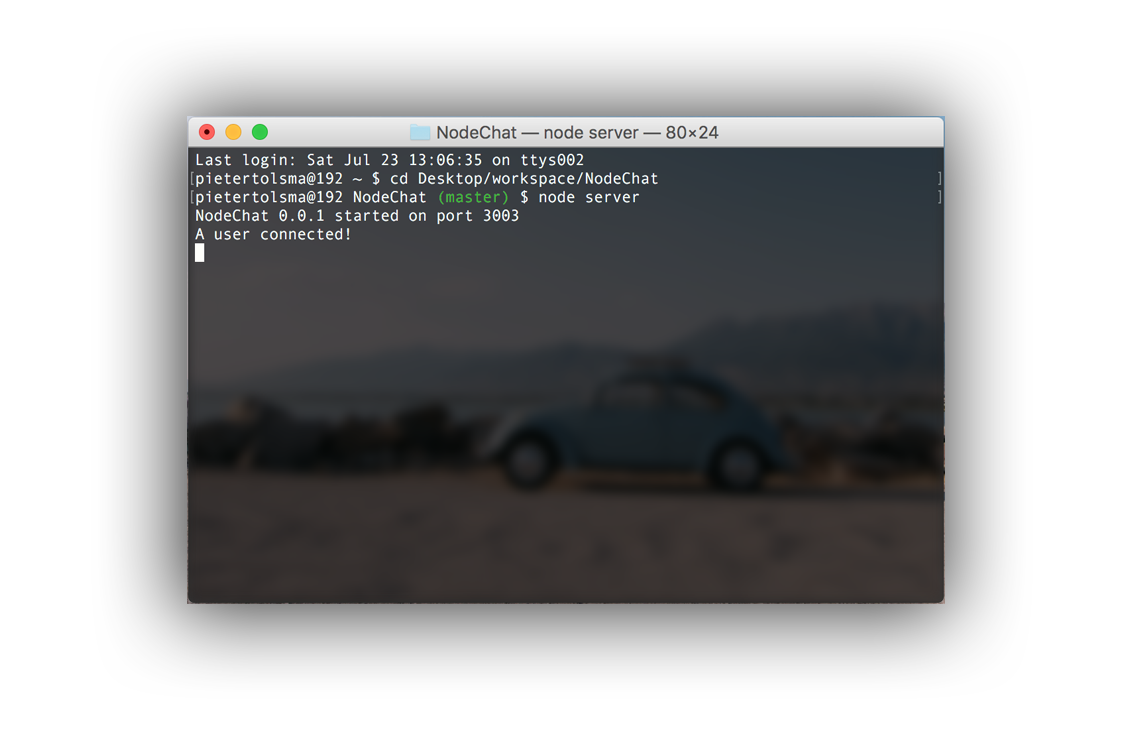 NodeChat — node server — 80×24
Last login: Sat Jul 23 13:06:35 on ttys002
[pietertolsma@192 ~ $ cd Desktop/workspace/NodeChat ]
[pietertolsma@192 NodeChat (master) $ node server ]
NodeChat 0.0.1 started on port 3003
A user connected!